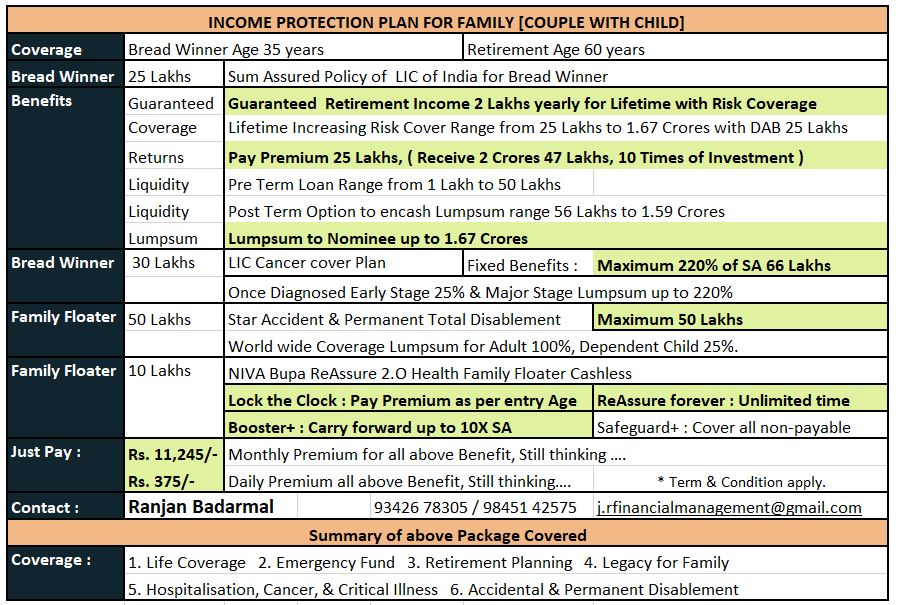 INCOME PROTECTION PLAN FOR FAMILY [COUPLE WITH CHILD]
Coverage Bread Winner Age 35 years Retirement Age 60 years
Bread Winner 25 Lakhs Sum Assured Policy of LIC of India for Bread Winner
Benefits Guaranteed Guaranteed Retirement Income 2 Lakhs yearly for Lifetime with Risk Coverage
Coverage Lifetime Increasing Risk Cover Range from 25 Lakhs to 1.67 Crores with DAB 25 Lakhs
Returns Pay Premium 25 Lakhs, ( Receive 2 Crores 47 Lakhs, 10 Times of Investment )
Liquidity Pre Term Loan Range from 1 Lakh to 50 Lakhs
Liquidity Post Term Option to encash Lumpsum range 56 Lakhs to 1.59 Crores
Lumpsum Lumpsum to Nominee up to 1.67 Crores
Bread Winner 30 Lakhs LIC Cancer cover Plan Fixed Benefits : Maximum 220% of SA 66 Lakhs
Once Diagnosed Early Stage 25% & Major Stage Lumpsum up to 220%
Family Floater 50 Lakhs Star Accident & Permanent Total Disablement Maximum 50 Lakhs
World wide Coverage Lumpsum for Adult 100%, Dependent Child 25%.
Family Floater 10 Lakhs NIVA Bupa ReAssure 2.O Health Family Floater Cashless
Lock the Clock : Pay Premium as per entry Age ReAssure forever : Unlimited time
Booster+ : Carry forward up to 10X SA Safeguard+ : Cover all non-payable
Just Pay : Rs. 11,245/- Monthly Premium for all above Benefit, Still thinking ....
Rs. 375/- Daily Premium all above Benefit, Still thinking.... * Term & Condition apply.
Contact : Ranjan Badarmal 93426 78305 / 98451 42575 j.rfinancialmanagement@gmail.com
Summary of above Package Covered
Coverage : 1. Life Coverage 2. Emergency Fund 3. Retirement Planning 4. Legacy for Family
5. Hospitalisation, Cancer, & Critical Illness 6. Accidental & Permanent Disablement